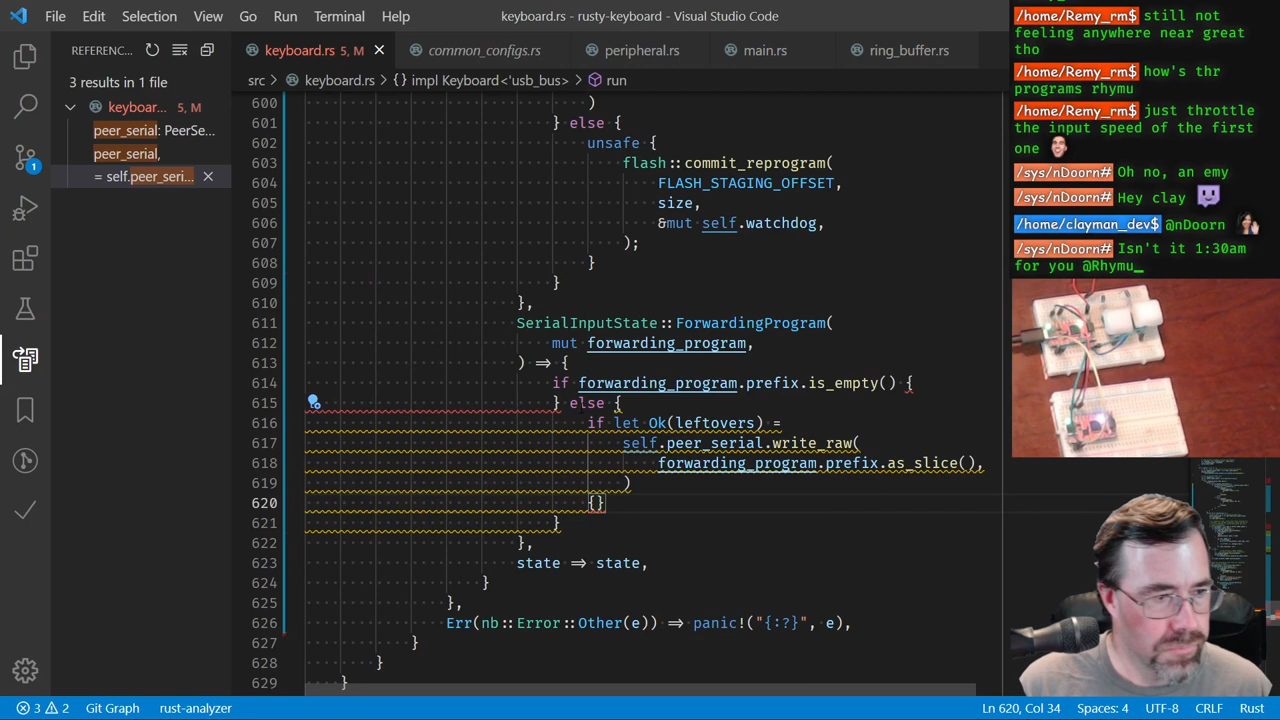 File Edit Selection View Go Run Terminal Help
keyboard.rs - rusty-keyboard - Visual Studio Code
REFERENC...
keyboard.rs 5, M
common_configs.rs
peripheral.rs
main.rs
ring_buffer.rs
3 results in 1 file
keyboar... 5, M
peer_serial: PeerSe...
peer_serial,
= self.peer_seri...
src > keyboard.rs > {} impl Keyboard<'usb_bus> > run
600 )
601 } else {
602 unsafe {
603 flash::commit_reprogram(
604 FLASH_STAGING_OFFSET,
605 size,
606 &mut self.watchdog,
607 );
608 }
609 }
610 },
611 SerialInputState::ForwardingProgram(
612 mut forwarding_program,
613 ) => {
614 if forwarding_program.prefix.is_empty() {
615 } else {
616 if let Ok(leftovers) =
617 self.peer_serial.write_raw(
618 forwarding_program.prefix.as_slice(),
619 )
620 {}
621 }
622 },
623 state => state,
624 }
625 },
626 Err(nb::Error::Other(e)) => panic!("{:?}", e),
627 }
628 }
629 }
/home/Remy_rm$ still not
feeling anywhere near great
tho
/home/Remy_rm$ how's thr
programs rhymu
/home/Remy_rm$ just throttle
the input speed of the first
one
/sys/nDoorn# Oh no, an emy
/sys/nDoorn# Hey clay
/home/clayman_dev$ @nDoorn
/sys/nDoorn# Isn't it 1:30am
for you @Rhymu_
1
3 2 Git Graph rust-analyzer
Ln 620, Col 34 Spaces: 4 UTF-8 CRLF Rust